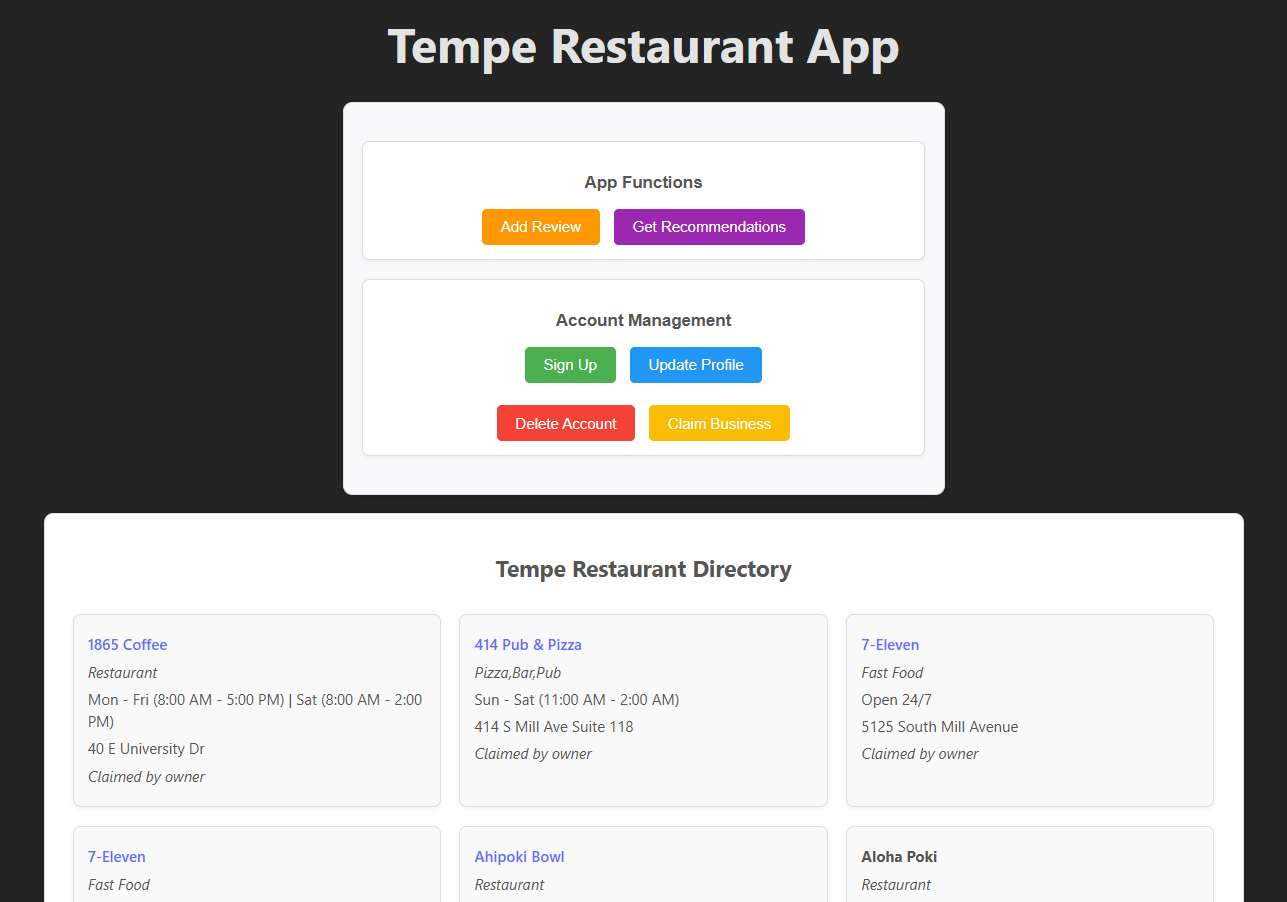 Tempe Restaurant App
App Functions
Add Review
Get Recommendations
Account Management
Sign Up
Update Profile
Delete Account
Claim Business
Tempe Restaurant Directory
1865 Coffee
Restaurant
Mon - Fri (8:00 AM - 5:00 PM) | Sat (8:00 AM - 2:00
PM)
40 E University Dr
Claimed by owner
414 Pub & Pizza
Pizza,Bar,Pub
Sun - Sat (11:00 AM - 2:00 AM)
414 S Mill Ave Suite 118
Claimed by owner
7-Eleven
Fast Food
Open 24/7
5125 South Mill Avenue
Claimed by owner
7-Eleven
Fast Food
Ahipoki Bowl
Restaurant
Aloha Poki
Restaurant